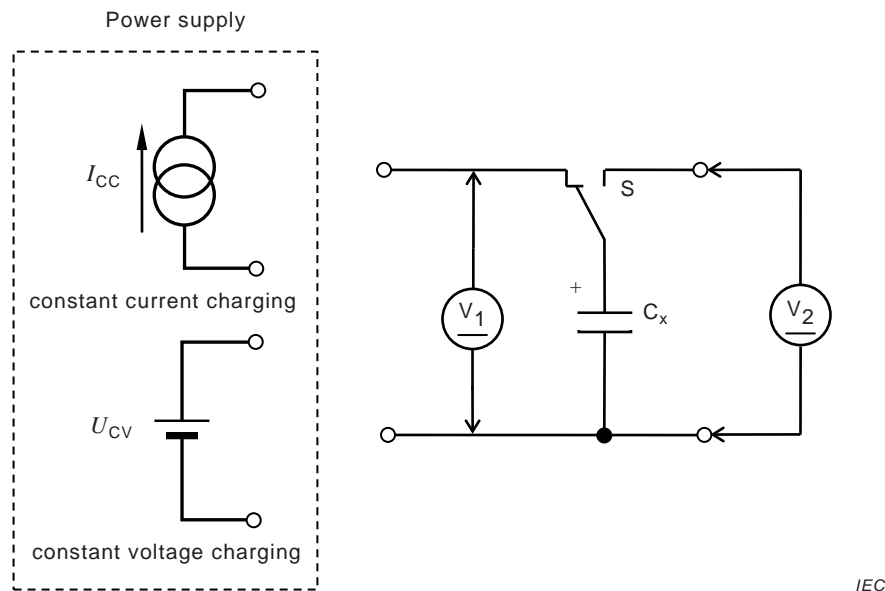 Power supply
I_CC
constant current charging
U_CV
constant voltage charging
V_1
+
S
C_x
V_2
IEC